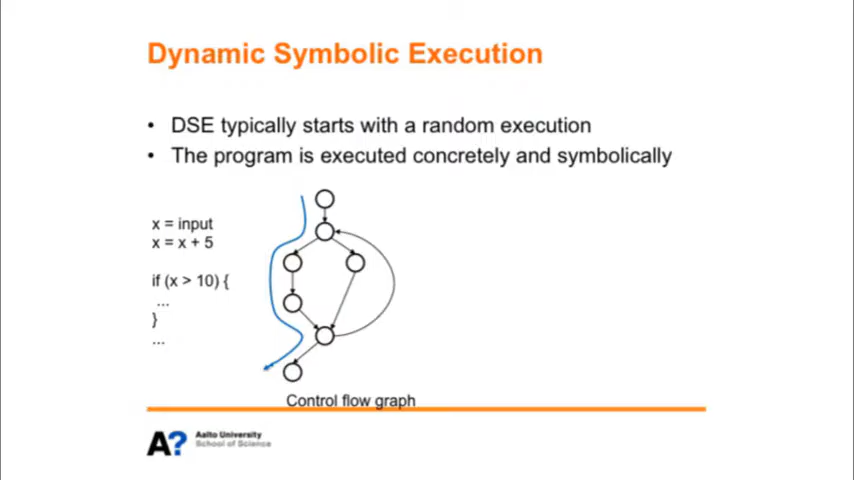 Dynamic Symbolic Execution
• DSE typically starts with a random execution
• The program is executed concretely and symbolically
x = input
x = x + 5
if (x > 10) {
...
}
...
Control flow graph
A?
Aalto University
School of Science